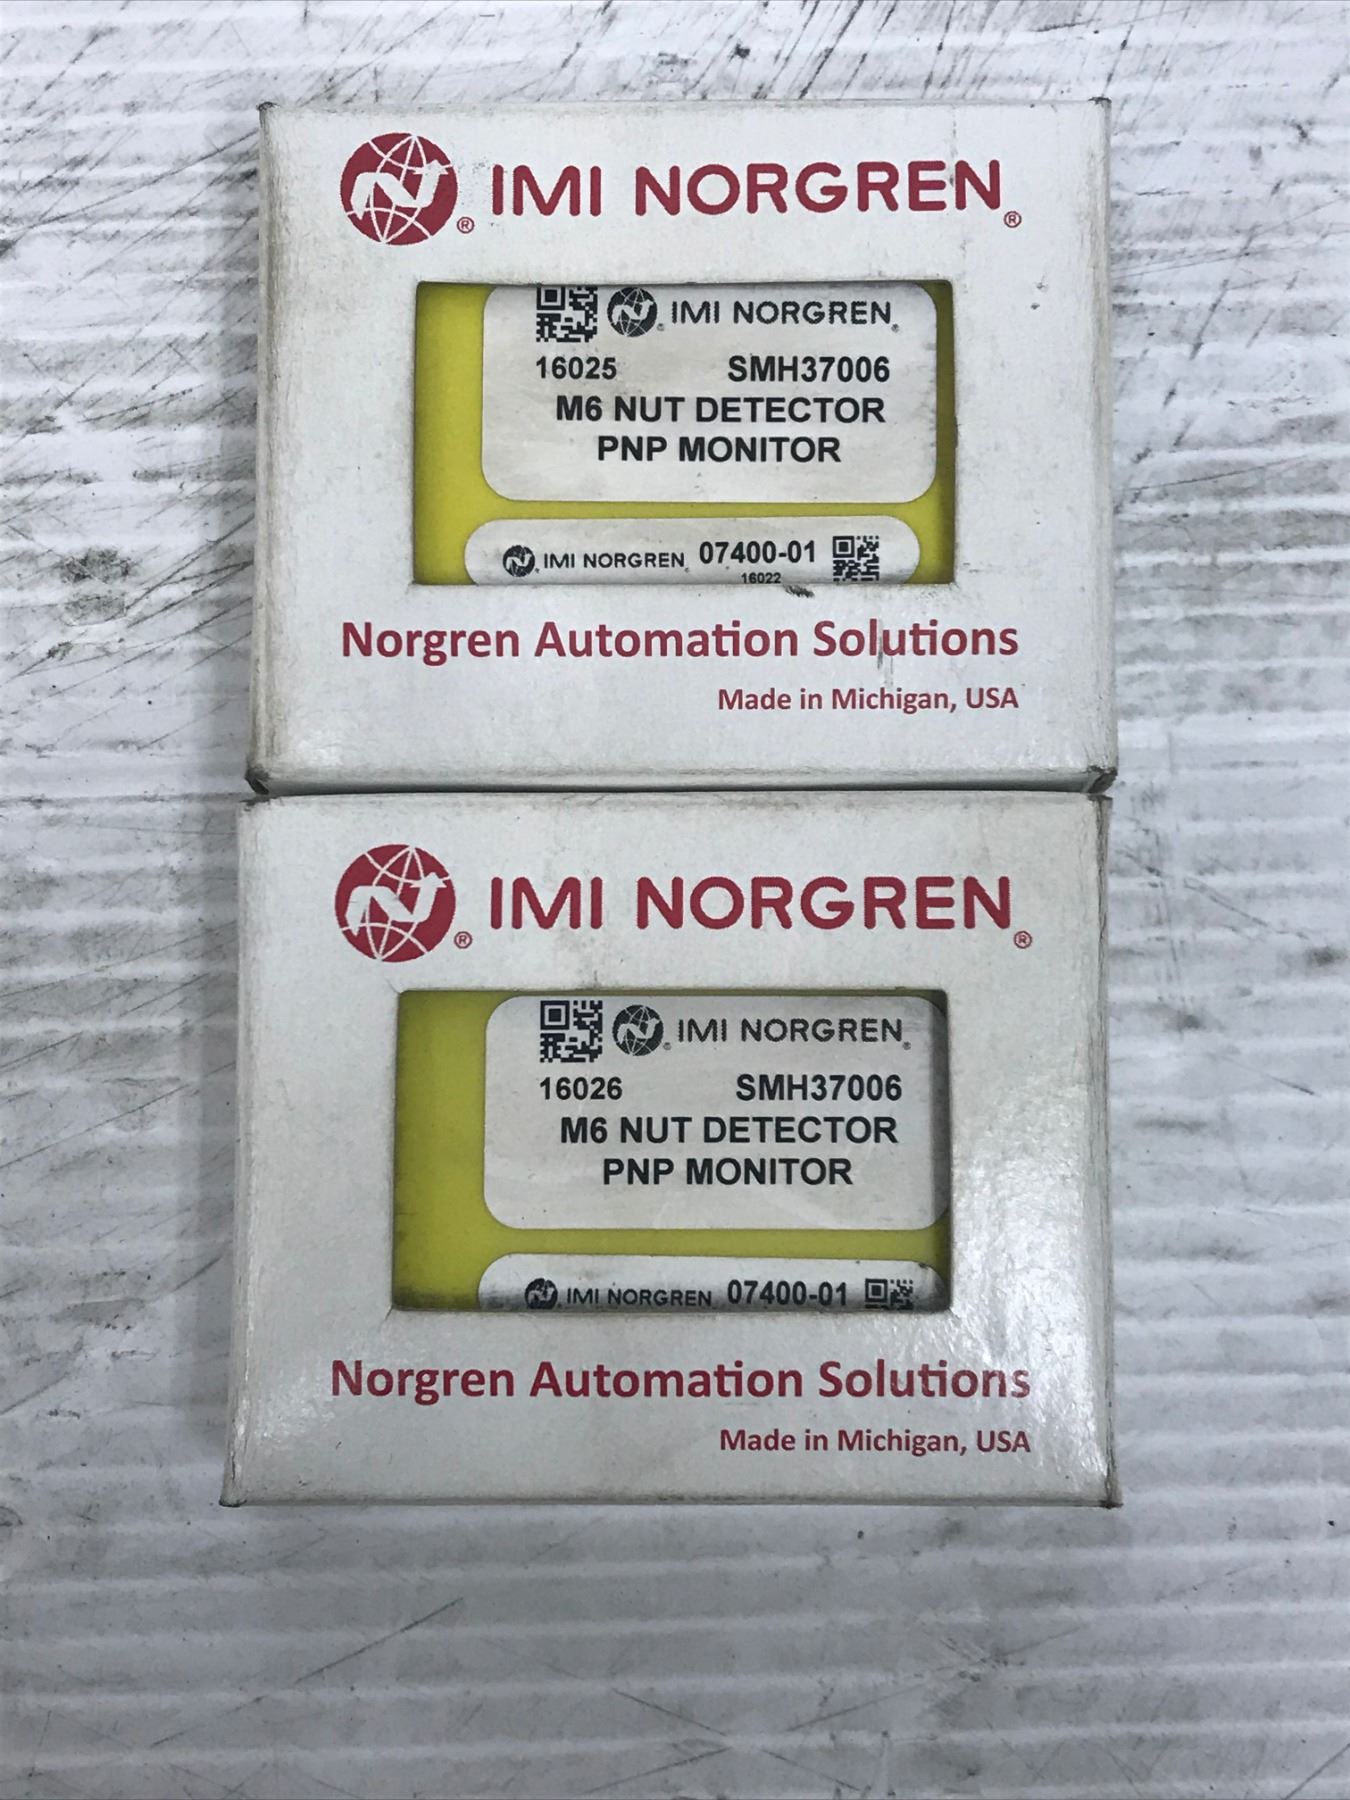 ® IMI NORGREN®
IMI NORGREN®
16025 SMH37006
M6 NUT DETECTOR
PNP MONITOR
IMI NORGREN 07400-01
16022
Norgren Automation Solutions
Made in Michigan, USA
® IMI NORGREN®
IMI NORGREN®
16026 SMH37006
M6 NUT DETECTOR
PNP MONITOR
IMI NORGREN 07400-01
Norgren Automation Solutions
Made in Michigan, USA